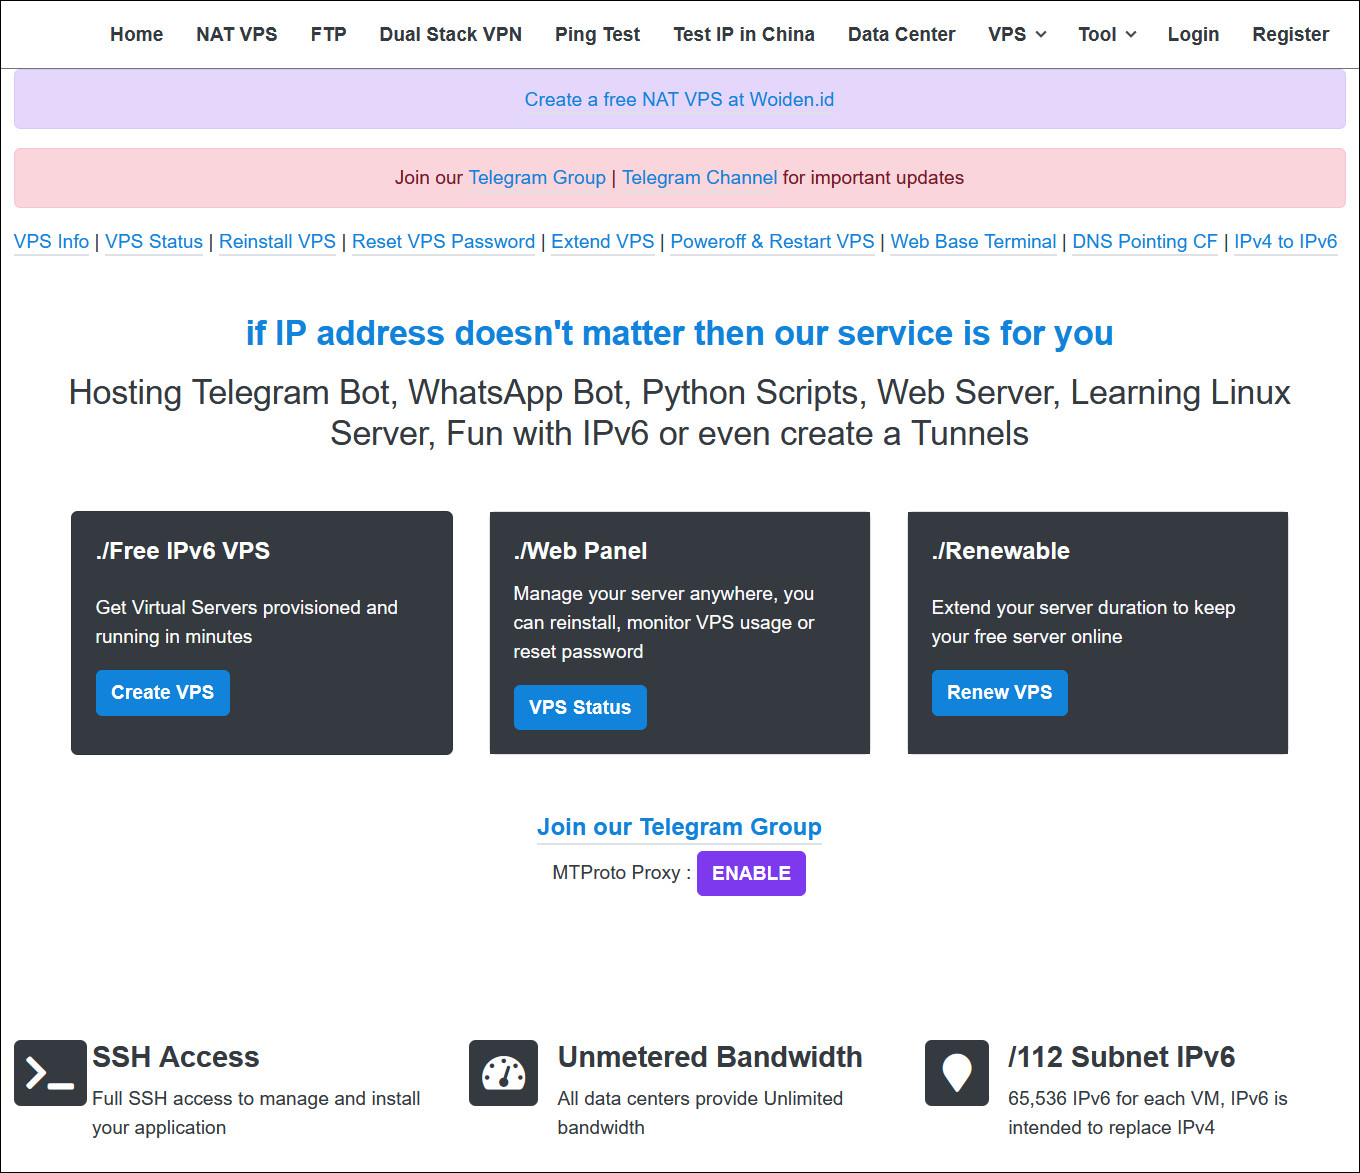 Home NAT VPS FTP Dual Stack VPN Ping Test Test IP in China Data Center VPS Tool Login Register
Create a free NAT VPS at Woiden.id
Join our Telegram Group | Telegram Channel for important updates
VPS Info | VPS Status | Reinstall VPS | Reset VPS Password | Extend VPS | Poweroff & Restart VPS | Web Base Terminal | DNS Pointing CF | IPv4 to IPv6
if IP address doesn't matter then our service is for you
Hosting Telegram Bot, WhatsApp Bot, Python Scripts, Web Server, Learning Linux
Server, Fun with IPv6 or even create a Tunnels
./Free IPv6 VPS
Get Virtual Servers provisioned and
running in minutes
Create VPS
./Web Panel
Manage your server anywhere, you
can reinstall, monitor VPS usage or
reset password
VPS Status
./Renewable
Extend your server duration to keep
your free server online
Renew VPS
Join our Telegram Group
MTProto Proxy : ENABLE
SSH Access
Full SSH access to manage and install
your application
Unmetered Bandwidth
All data centers provide Unlimited
bandwidth
/112 Subnet IPv6
65,536 IPv6 for each VM, IPv6 is
intended to replace IPv4